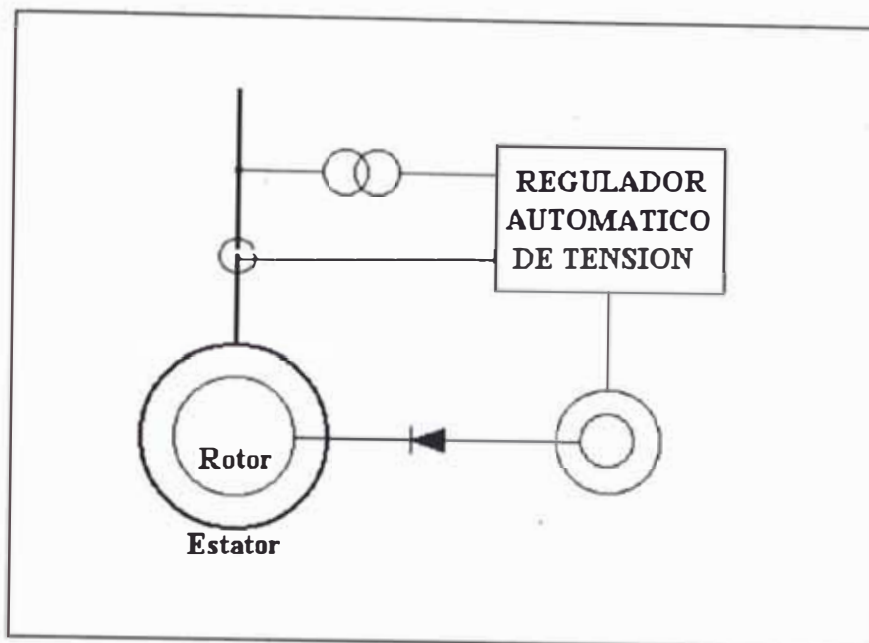 REGULADOR
AUTOMATICO
DE TENSION
Rotor
Estator